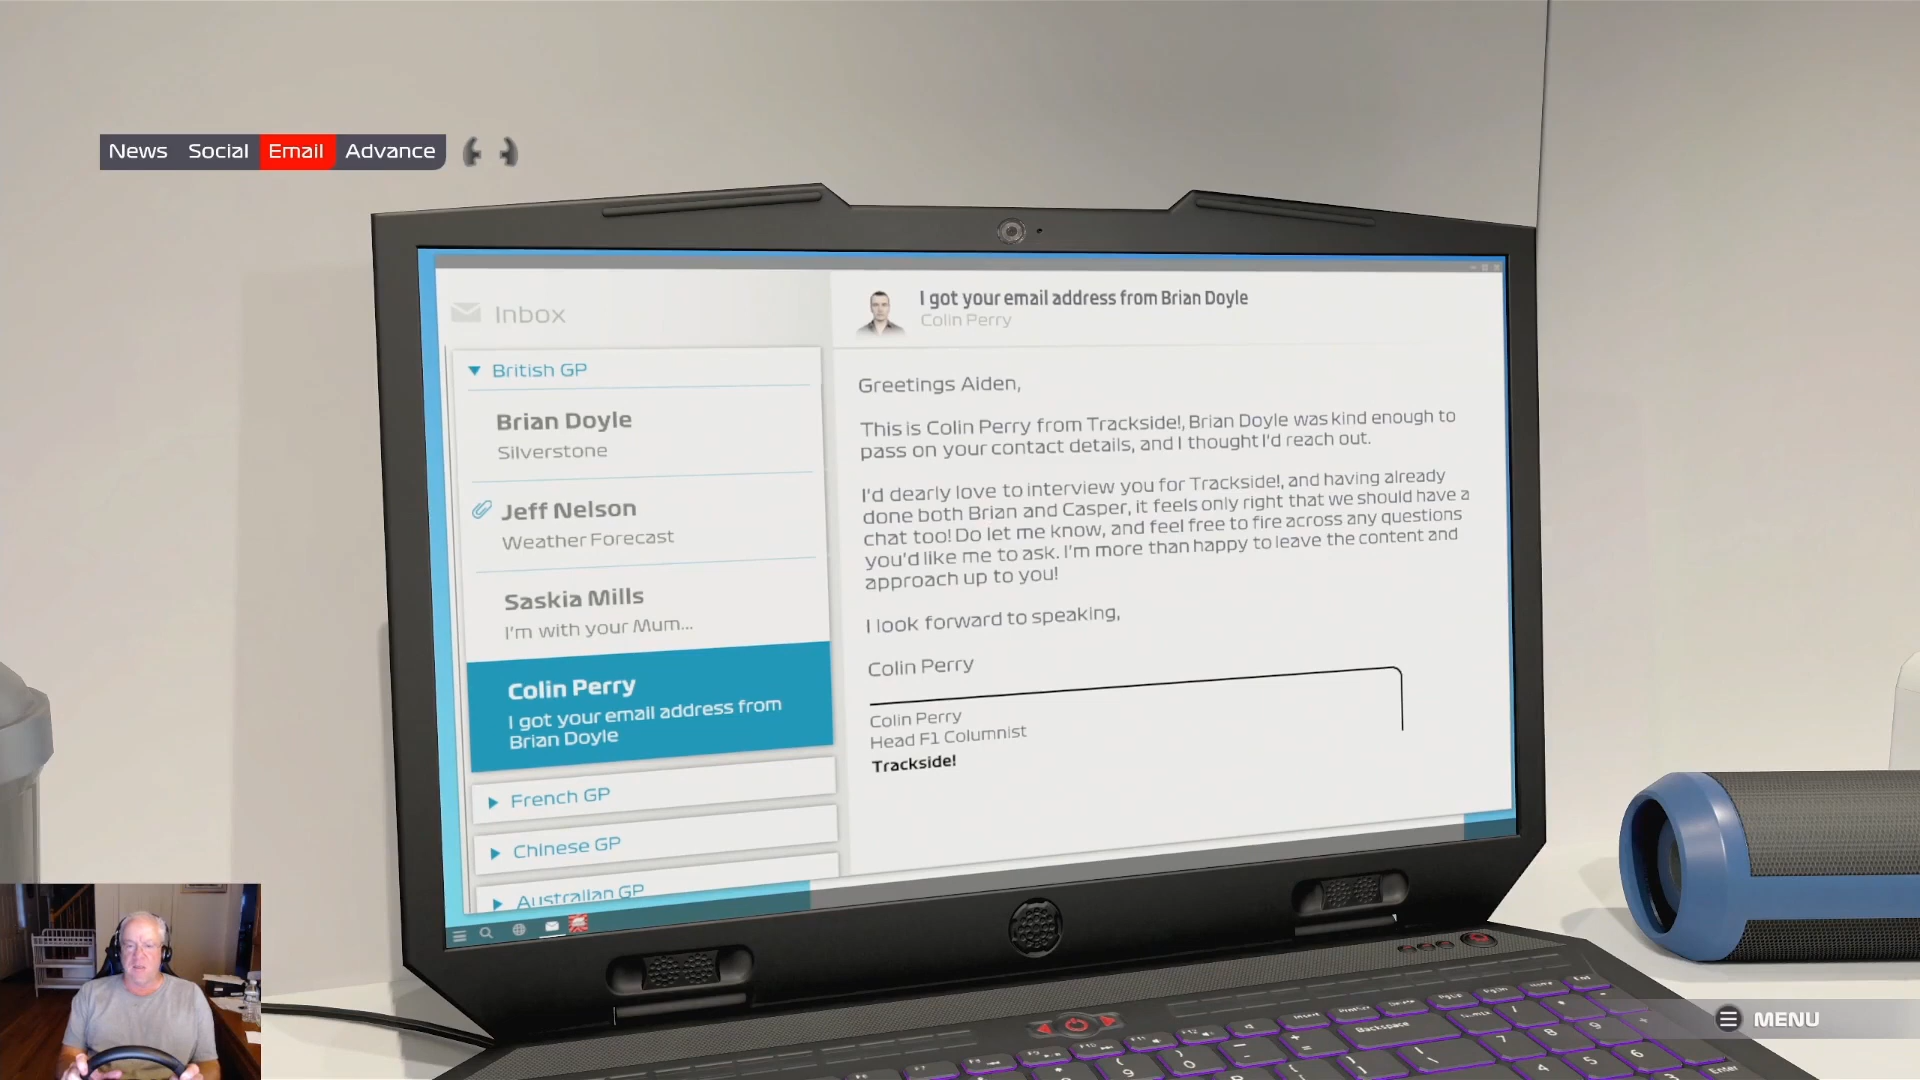 News Social Email Advance
Inbox
British GP
Brian Doyle
Silverstone
Jeff Nelson
Weather Forecast
Saskia Mills
I'm with your Mum...
Colin Perry
I got your email address from
Brian Doyle
French GP
Chinese GP
Australian GP
I got your email address from Brian Doyle
Colin Perry
Greetings Aiden,
This is Colin Perry from Trackside!, Brian Doyle was kind enough to
pass on your contact details, and I thought I'd reach out.
I'd dearly love to interview you for Trackside!, and having already
done both Brian and Casper, it feels only right that we should have a
chat too! Do let me know, and feel free to fire across any questions
you'd like me to ask. I'm more than happy to leave the content and
approach up to you!
I look forward to speaking,
Colin Perry
Colin Perry
Head F1 Columnist
Trackside!
Backspace
Enter
MENU